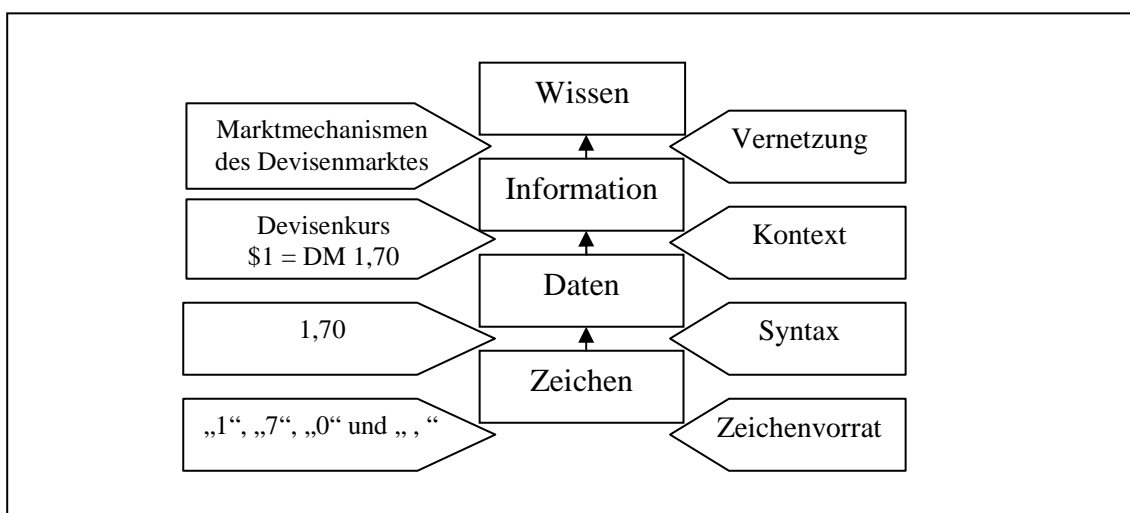 Wissen
Marktmechanismen
des Devisenmarktes
Vernetzung
Information
Devisenkurs
$1 = DM 1,70
Kontext
Daten
1,70
Syntax
Zeichen
„1“, „7“, „0“ und „ , “
Zeichenvorrat